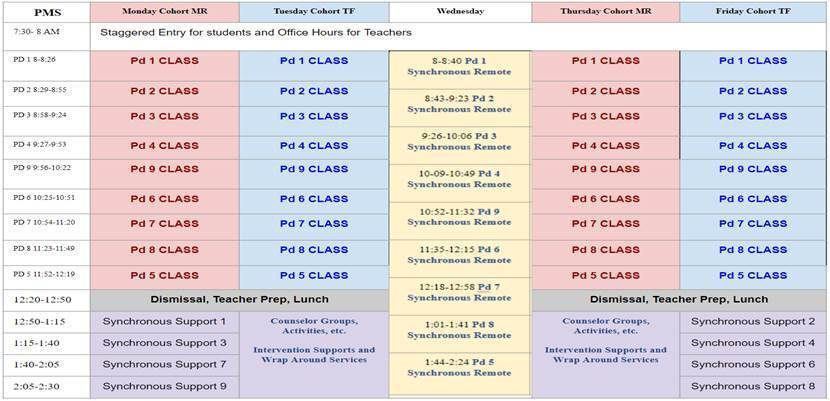 PMS Monday Cohort MR Tuesday Cohort TF Wednesday Thursday Cohort MR Friday Cohort TF
7:30- 8 AM Staggered Entry for students and Office Hours for Teachers
PD 1 8-8:26 Pd 1 CLASS Pd 1 CLASS 8-8:40 Pd 1 Pd 1 CLASS Pd 1 CLASS
Synchronous Remote
PD 2 8:29-8:55 Pd 2 CLASS Pd 2 CLASS 8:43-9:23 Pd 2 Pd 2 CLASS Pd 2 CLASS
Synchronous Remote
PD 3 8:58-9:24 Pd 3 CLASS Pd 3 CLASS Pd 3 CLASS Pd 3 CLASS
9:26-10:06 Pd 3
Synchronous Remote
PD 4 9:27-9:53 Pd 4 CLASS Pd 4 CLASS Pd 4 CLASS Pd 4 CLASS
PD 9 9:56-10:22 Pd 9 CLASS Pd 9 CLASS 10-09-10:49 Pd 4 Pd 9 CLASS Pd 9 CLASS
Synchronous Remote
PD 6 10:25-10:51 Pd 6 CLASS Pd 6 CLASS Pd 6 CLASS Pd 6 CLASS
10:52-11:32 Pd 9
Synchronous Remote
PD 7 10:54-11:20 Pd 7 CLASS Pd 7 CLASS Pd 7 CLASS Pd 7 CLASS
PD 8 11:23-11:49 Pd 8 CLASS Pd 8 CLASS 11:35-12:15 Pd 6 Pd 8 CLASS Pd 8 CLASS
Synchronous Remote
PD 5 11:52-12:19 Pd 5 CLASS Pd 5 CLASS Pd 5 CLASS Pd 5 CLASS
12:18-12:58 Pd 7
Synchronous Remote
12:20-12:50 Dismissal, Teacher Prep, Lunch Dismissal, Teacher Prep, Lunch
12:50-1:15 Synchronous Support 1 Counselor Groups, 1:01-1:41 Pd 8 Counselor Groups, Synchronous Support 2
Activities, etc. Synchronous Remote Activities, etc.
1:15-1:40 Synchronous Support 3 Synchronous Support 4
Intervention Supports and Intervention Supports and
1:40-2:05 Synchronous Support 7 Wrap Around Services 1:44-2:24 Pd 5 Wrap Around Services Synchronous Support 6
Synchronous Remote
2:05-2:30 Synchronous Support 9 Synchronous Support 8